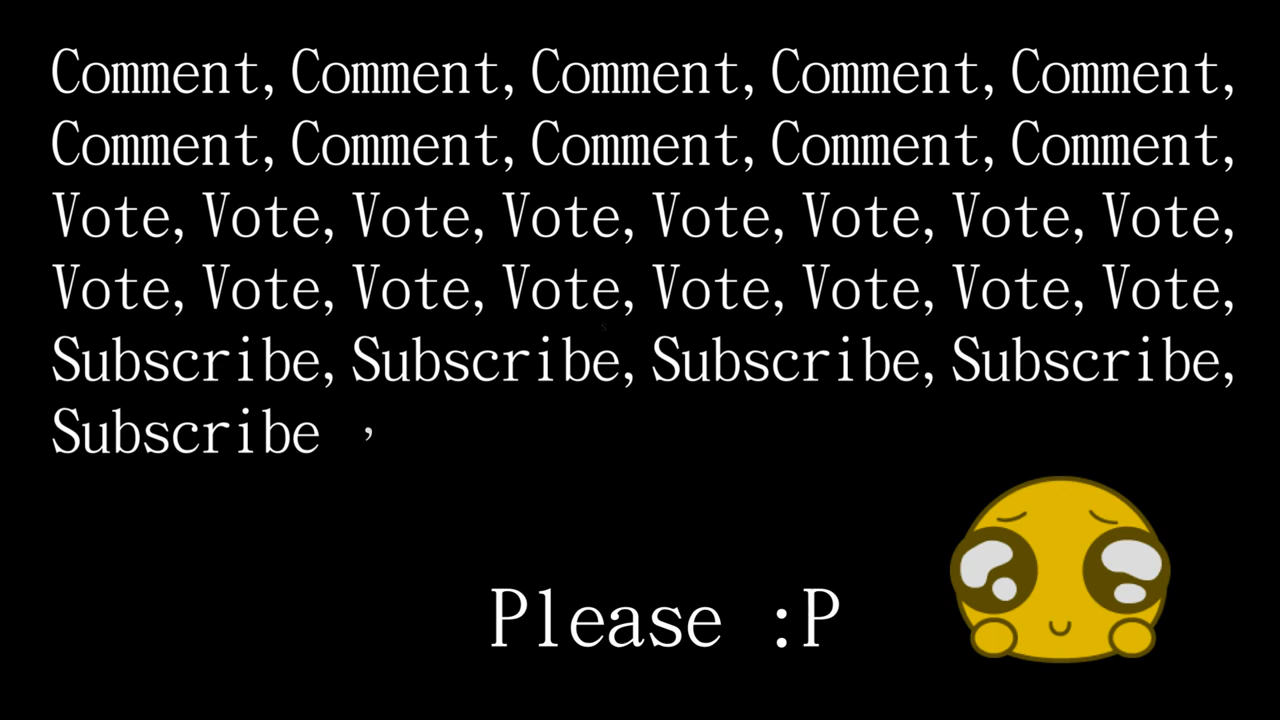 Comment, Comment, Comment, Comment, Comment,
Comment, Comment, Comment, Comment, Comment,
Vote, Vote, Vote, Vote, Vote, Vote, Vote, Vote,
Vote, Vote, Vote, Vote, Vote, Vote, Vote, Vote,
Subscribe, Subscribe, Subscribe, Subscribe,
Subscribe ,
Please :P